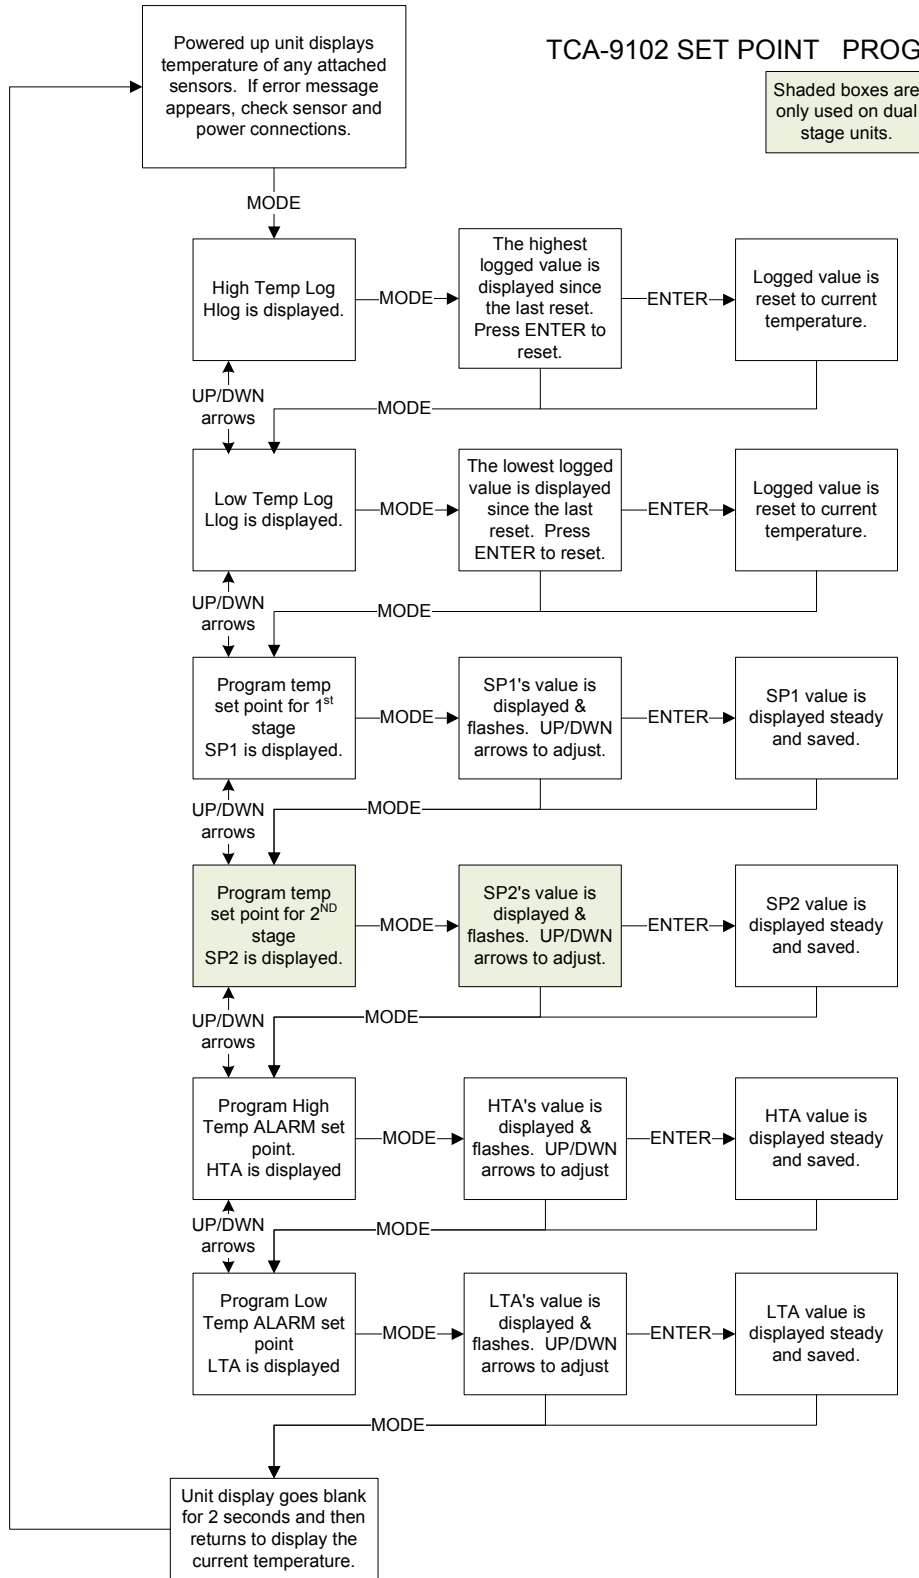 Powered up unit displays
temperature of any attached
sensors. If error message
appears, check sensor and
power connections.
TCA-9102 SET POINT PROG
Shaded boxes are
only used on dual
stage units.
MODE
High Temp Log
Hlog is displayed.
MODE
The highest
logged value is
displayed since
the last reset.
Press ENTER to
reset.
ENTER
Logged value is
reset to current
temperature.
UP/DWN
arrows
MODE
Low Temp Log
Llog is displayed.
MODE
The lowest logged
value is displayed
since the last
reset. Press
ENTER to reset.
ENTER
Logged value is
reset to current
temperature.
UP/DWN
arrows
MODE
Program temp
set point for 1st
stage
SP1 is displayed.
MODE
SP1's value is
displayed &
flashes. UP/DWN
arrows to adjust.
ENTER
SP1 value is
displayed steady
and saved.
UP/DWN
arrows
MODE
Program temp
set point for 2ND
stage
SP2 is displayed.
MODE
SP2's value is
displayed &
flashes. UP/DWN
arrows to adjust.
ENTER
SP2 value is
displayed steady
and saved.
UP/DWN
arrows
MODE
Program High
Temp ALARM set
point.
HTA is displayed
MODE
HTA's value is
displayed &
flashes. UP/DWN
arrows to adjust
ENTER
HTA value is
displayed steady
and saved.
UP/DWN
arrows
MODE
Program Low
Temp ALARM set
point
LTA is displayed
MODE
LTA's value is
displayed &
flashes. UP/DWN
arrows to adjust
ENTER
LTA value is
displayed steady
and saved.
MODE
Unit display goes blank
for 2 seconds and then
returns to display the
current temperature.